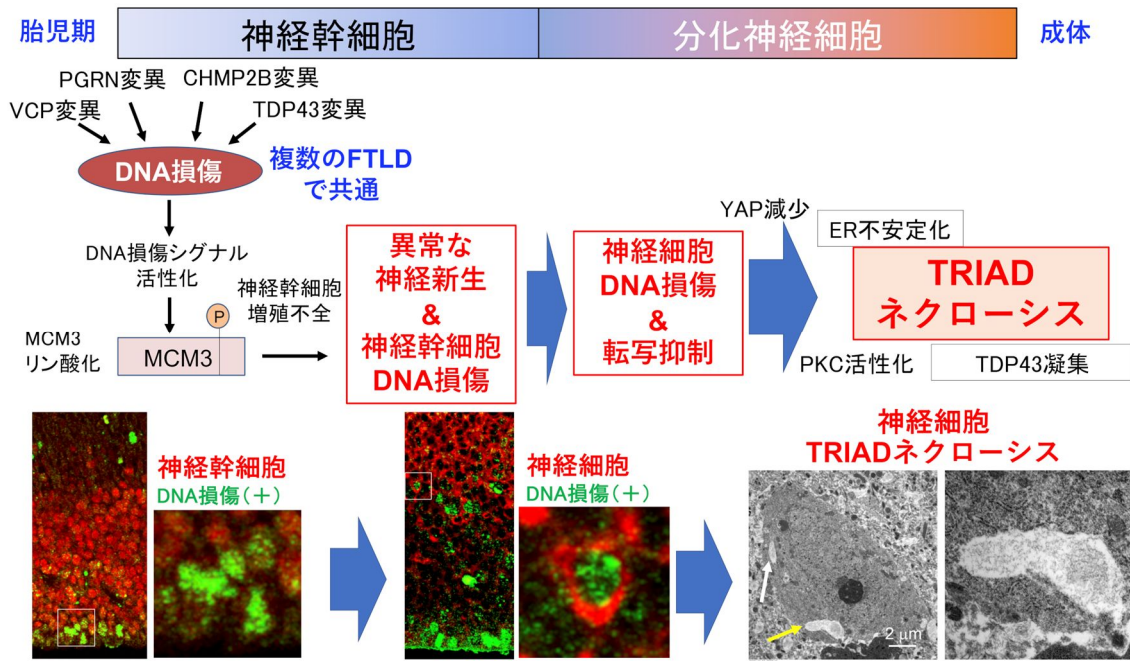 胎児期
神経幹細胞
分化神経細胞
成体
PGRN変異
CHMP2B変異
VCP変異
TDP43変異
DNA損傷
複数のFTLD
で共通
DNA損傷シグナル
活性化
MCM3
リン酸化
P
MCM3
神経幹細胞
増殖不全
異常な
神経新生
&
神経幹細胞
DNA損傷
神経細胞
DNA損傷
&
転写抑制
YAP減少
ER不安定化
TRIAD
ネクローシス
PKC活性化
TDP43凝集
神経幹細胞
DNA損傷(+)
神経細胞
DNA損傷(+)
神経細胞
TRIADネクローシス
2 μm